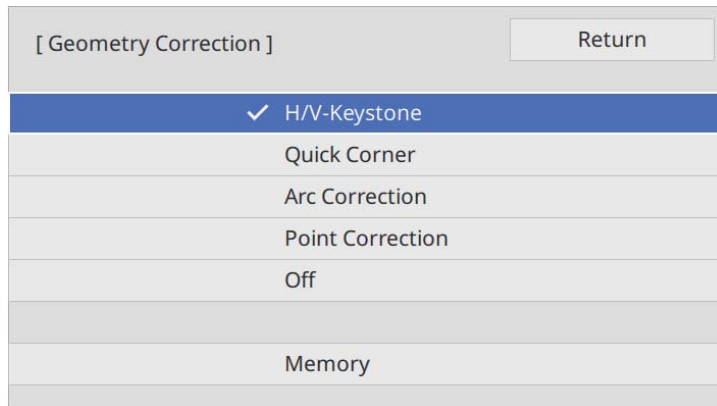 [ Geometry Correction ]
Return
H/V-Keystone
Quick Corner
Arc Correction
Point Correction
Off
Memory